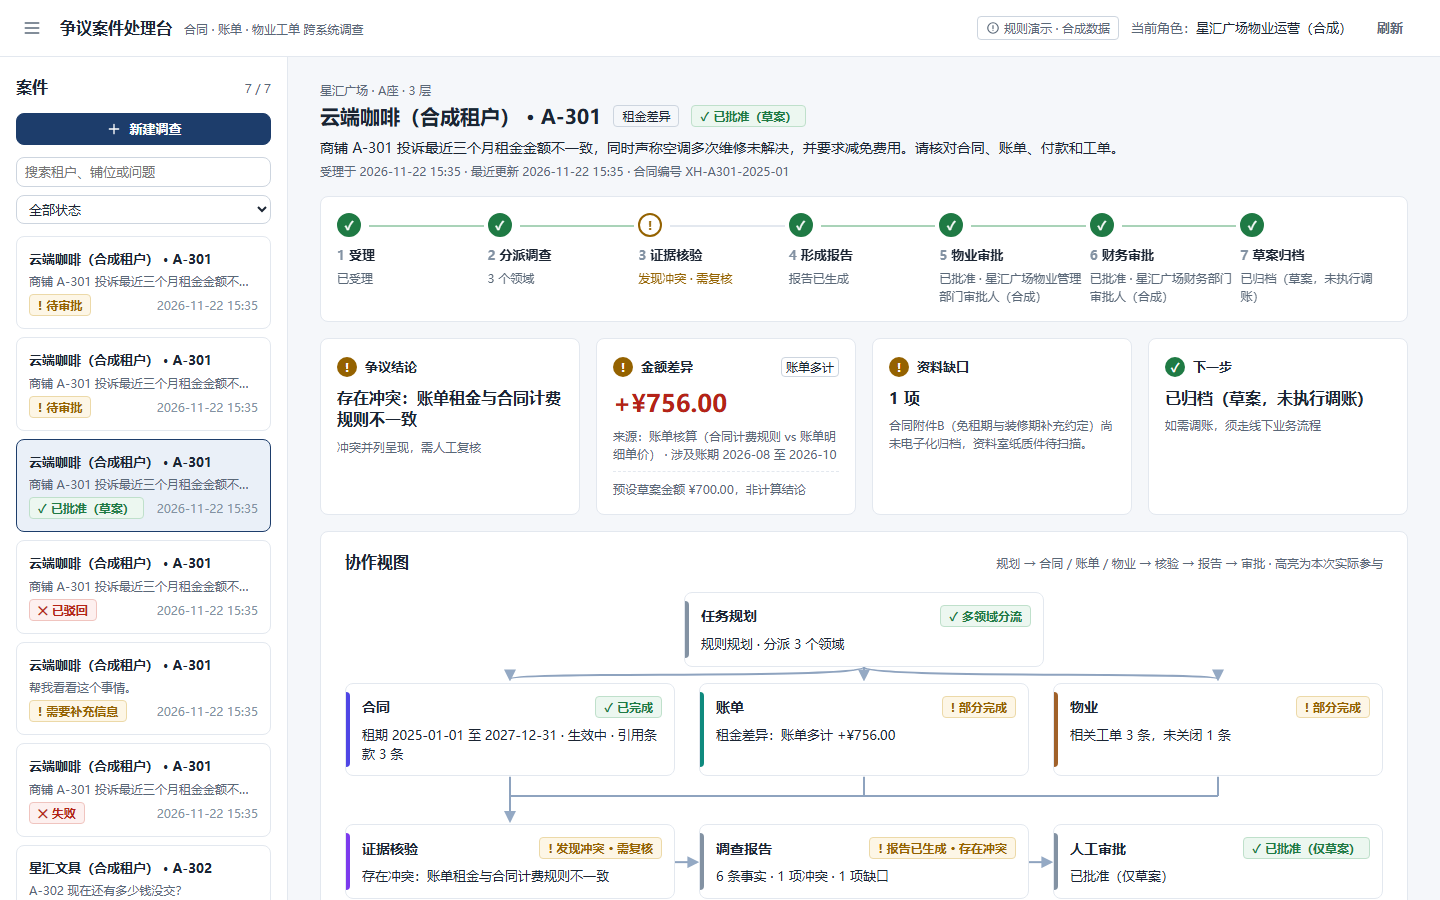 争议案件处理台
合同 · 账单 · 物业工单 跨系统调查
规则演示 · 合成数据
当前角色：星汇广场物业运营（合成）
刷新
案件
7 / 7
＋ 新建调查
搜索租户、铺位或问题
全部状态
云端咖啡（合成租户） • A-301
商铺 A-301 投诉最近三个月租金金额不...
! 待审批
2026-11-22 15:35
云端咖啡（合成租户） • A-301
商铺 A-301 投诉最近三个月租金金额不...
! 待审批
2026-11-22 15:35
云端咖啡（合成租户） • A-301
商铺 A-301 投诉最近三个月租金金额不...
✓ 已批准（草案）
2026-11-22 15:35
云端咖啡（合成租户） • A-301
商铺 A-301 投诉最近三个月租金金额不...
✕ 已驳回
2026-11-22 15:35
云端咖啡（合成租户） • A-301
帮我看看这个事情。
! 需要补充信息
2026-11-22 15:35
云端咖啡（合成租户） • A-301
商铺 A-301 投诉最近三个月租金金额不...
✕ 失败
2026-11-22 15:35
星汇文具（合成租户） • A-302
A-302 现在还有多少钱没交？
星汇广场 · A座 · 3 层
云端咖啡（合成租户） • A-301
租金差异
✓ 已批准（草案）
商铺 A-301 投诉最近三个月租金金额不一致，同时声称空调多次维修未解决，并要求减免费用。请核对合同、账单、付款和工单。
受理于 2026-11-22 15:35 · 最近更新 2026-11-22 15:35 · 合同编号 XH-A301-2025-01
1 受理
已受理
2 分派调查
3 个领域
3 证据核验
发现冲突 · 需复核
4 形成报告
报告已生成
5 物业审批
已批准 · 星汇广场物业管理
部门审批人（合成）
6 财务审批
已批准 · 星汇广场财务部门
审批人（合成）
7 草案归档
已归档（草案，未执行调
账）
! 争议结论
存在冲突：账单租金与合同计费
规则不一致
冲突并列呈现，需人工复核
! 金额差异
账单多计
+¥756.00
来源：账单核算（合同计费规则 vs 账单明
细单价） · 涉及账期 2026-08 至 2026-10
预设草案金额 ¥700.00，非计算结论
! 资料缺口
1 项
合同附件B（免租期与装修期补充约定）尚
未电子化归档，资料室纸质件待扫描。
✓ 下一步
已归档（草案，未执行调账）
如需调账，须走线下业务流程
协作视图
规划 → 合同 / 账单 / 物业 → 核验 → 报告 → 审批 · 高亮为本次实际参与
任务规划
✓ 多领域分流
规则规划 · 分派 3 个领域
合同
✓ 已完成
租期 2025-01-01 至 2027-12-31 · 生效中 · 引用条
款 3 条
账单
! 部分完成
租金差异：账单多计 +¥756.00
物业
! 部分完成
相关工单 3 条，未关闭 1 条
证据核验
! 发现冲突 • 需复核
存在冲突：账单租金与合同计费规则不一致
调查报告
! 报告已生成 • 存在冲突
6 条事实 · 1 项冲突 · 1 项缺口
人工审批
✓ 已批准（仅草案）
已批准（仅草案）